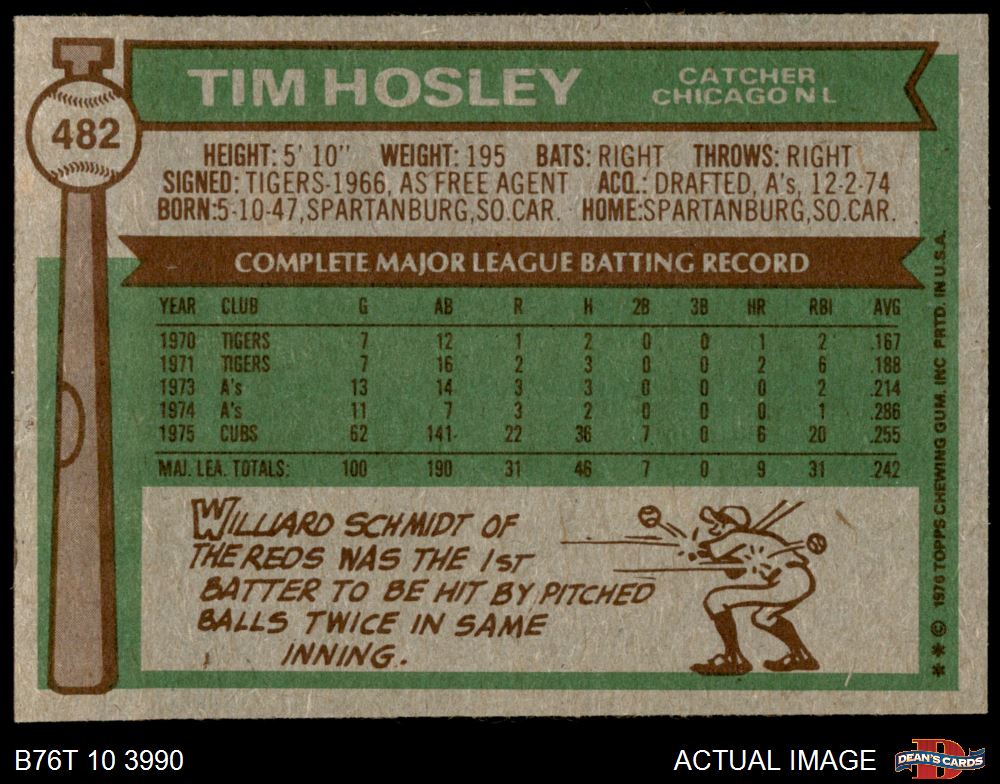 482
TIM HOSLEY
CATCHER
CHICAGO N L
HEIGHT: 5' 10" WEIGHT: 195 BATS: RIGHT THROWS: RIGHT
SIGNED: TIGERS-1966, AS FREE AGENT ACQ.: DRAFTED, A's, 12-2-74
BORN:5-10-47,SPARTANBURG,SO.CAR. HOME:SPARTANBURG,SO.CAR.
COMPLETE MAJOR LEAGUE BATTING RECORD
YEAR CLUB G AB R H 2B 3B HR RBI AVG
1970 TIGERS 7 12 1 2 0 0 1 2 .167
1971 TIGERS 7 16 2 3 0 0 2 6 .188
1973 A's 13 14 3 3 0 0 0 2 .214
1974 A's 11 7 3 2 0 0 0 1 .286
1975 CUBS 62 141 22 36 7 0 6 20 .255
MAJ. LEA. TOTALS: 100 190 31 46 7 0 9 31 .242
WILLIARD SCHMIDT OF
THE REDS WAS THE 1ST
BATTER TO BE HIT BY PITCHED
BALLS TWICE IN SAME
INNING.
** © 1976 TOPPS CHEWING GUM, INC PRTD. IN U.S.A.
B76T 10 3990
ACTUAL IMAGE
D
DEAN'S CARDS